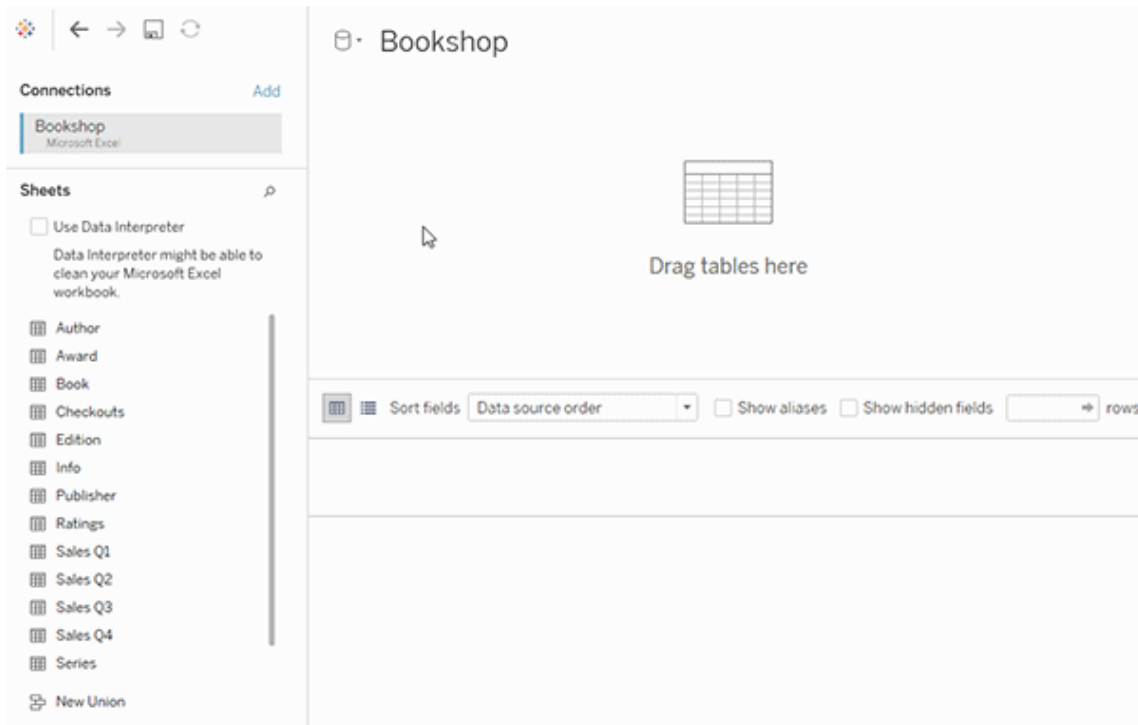 Bookshop
Connections
Add
Bookshop
Microsoft Excel
Sheets
Use Data Interpreter
Data Interpreter might be able to
clean your Microsoft Excel
workbook.
Author
Award
Book
Checkouts
Edition
Info
Publisher
Ratings
Sales Q1
Sales Q2
Sales Q3
Sales Q4
Series
New Union
Drag tables here
Sort fields
Data source order
Show aliases
Show hidden fields
rows